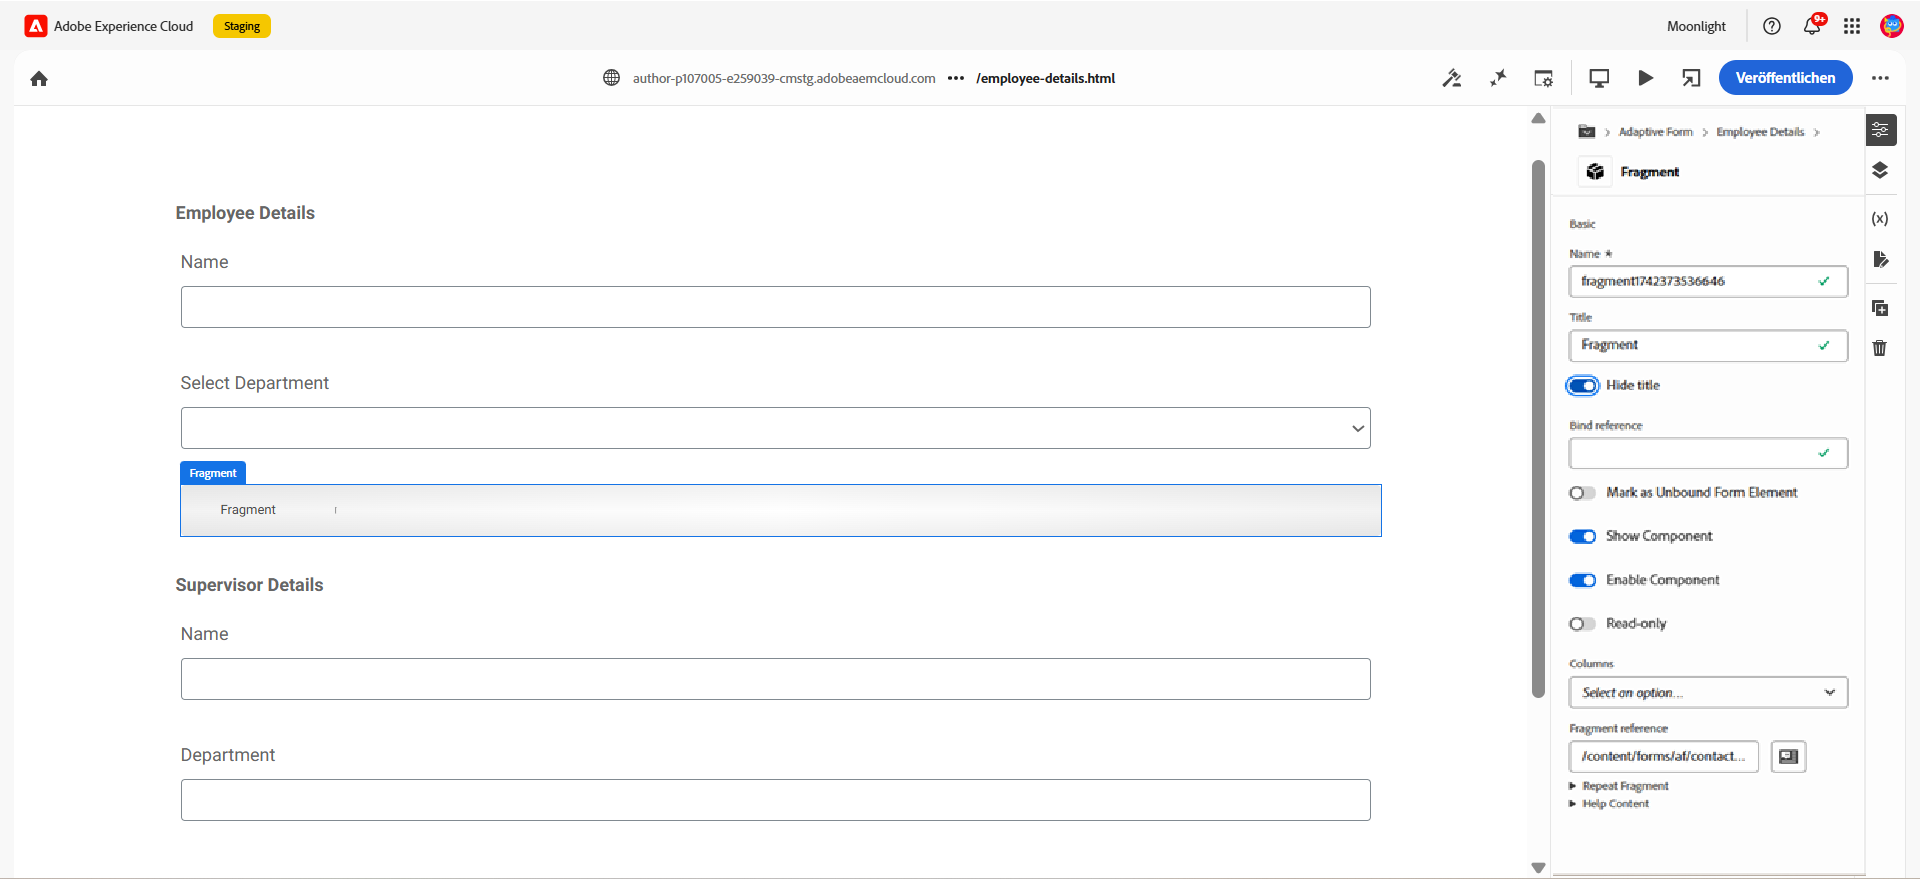 Adobe Experience Cloud Staging Moonlight 9+
author-p107005-e259039-cmstg.adobeaemcloud.com ••• /employee-details.html Veröffentlichen
Adaptive Form Employee Details
Fragment
Employee Details
Name
Select Department
Fragment
Fragment
Supervisor Details
Name
Department
Basic
Name *
fragment1742373536646
Title
Fragment
Hide title
Bind reference
Mark as Unbound Form Element
Show Component
Enable Component
Read-only
Columns
Select an option...
Fragment reference
/content/forms/af/contact...
Repeat Fragment
Help Content
(x)